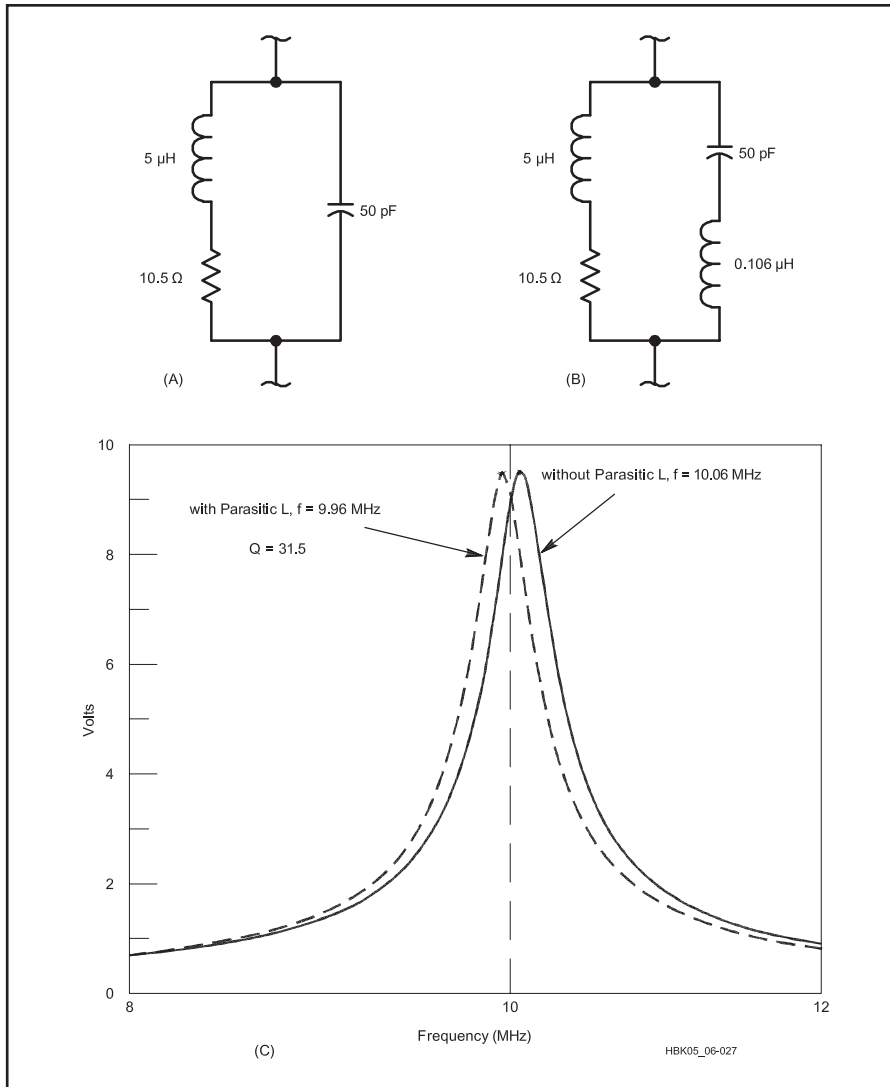 5 µH
50 pF
10.5 Ω
(A)
5 µH
50 pF
0.106 µH
10.5 Ω
(B)
10
without Parasitic L, f = 10.06 MHz
with Parasitic L, f = 9.96 MHz
Q = 31.5
8
6
Volts
4
2
0
8
10
12
Frequency (MHz)
(C)
HBK05_06-027